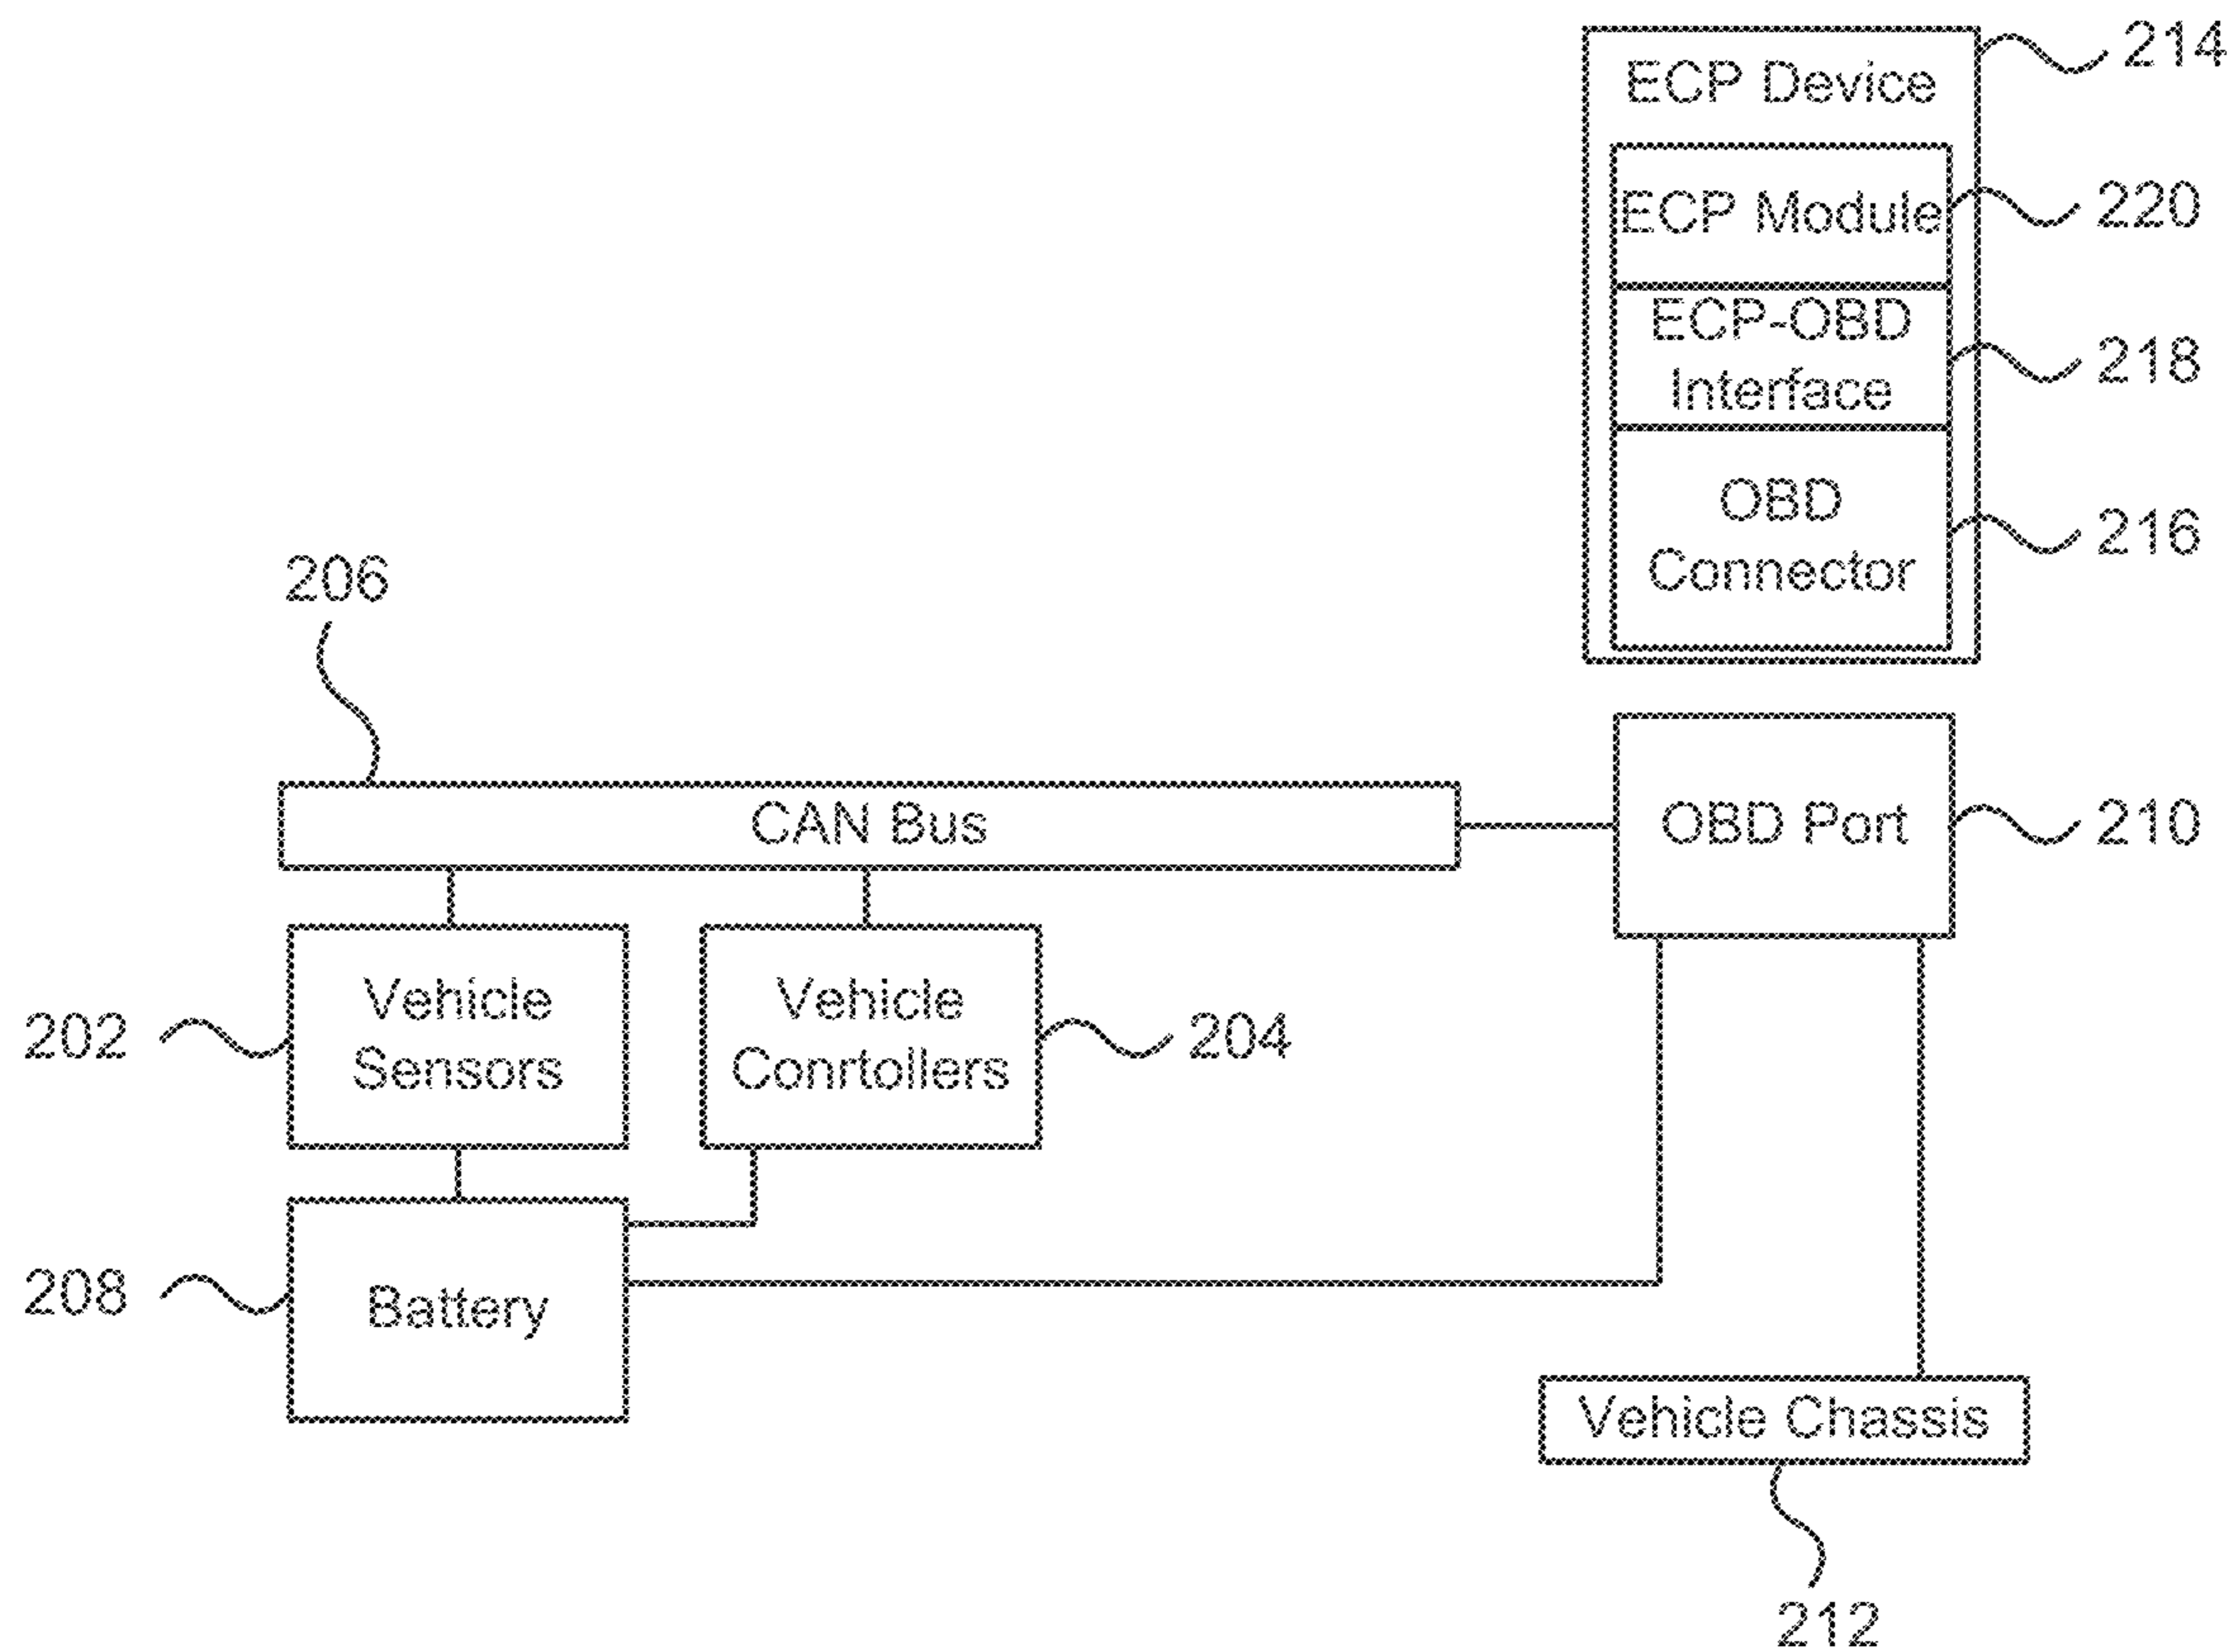 ECP Device
214
ECP Module
220
ECP-OBD
Interface
218
OBD
Connector
216
206
CAN Bus
OBD Port
210
Vehicle
Sensors
202
Vehicle
Conrtollers
204
Battery
208
Vehicle Chassis
212